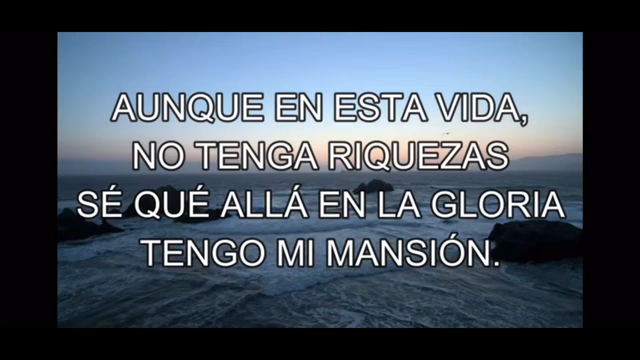 AUNQUE EN ESTA VIDA,
NO TENGA RIQUEZAS
SÉ QUÉ ALLÁ EN LA GLORIA
TENGO MI MANSIÓN.